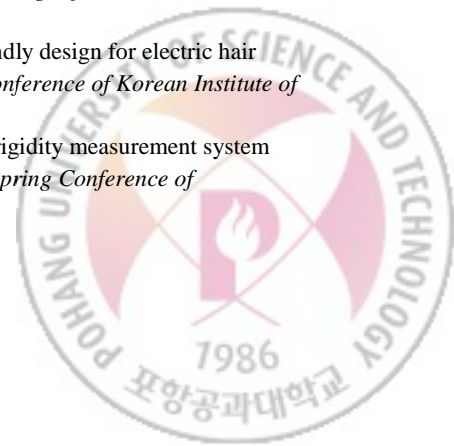 ndly design for electric hair
onference of Korean Institute of
rigidity measurement system
pring Conference of
POHANG UNIVERSITY OF SCIENCE AND TECHNOLOGY
P
1986
포항공과대학교